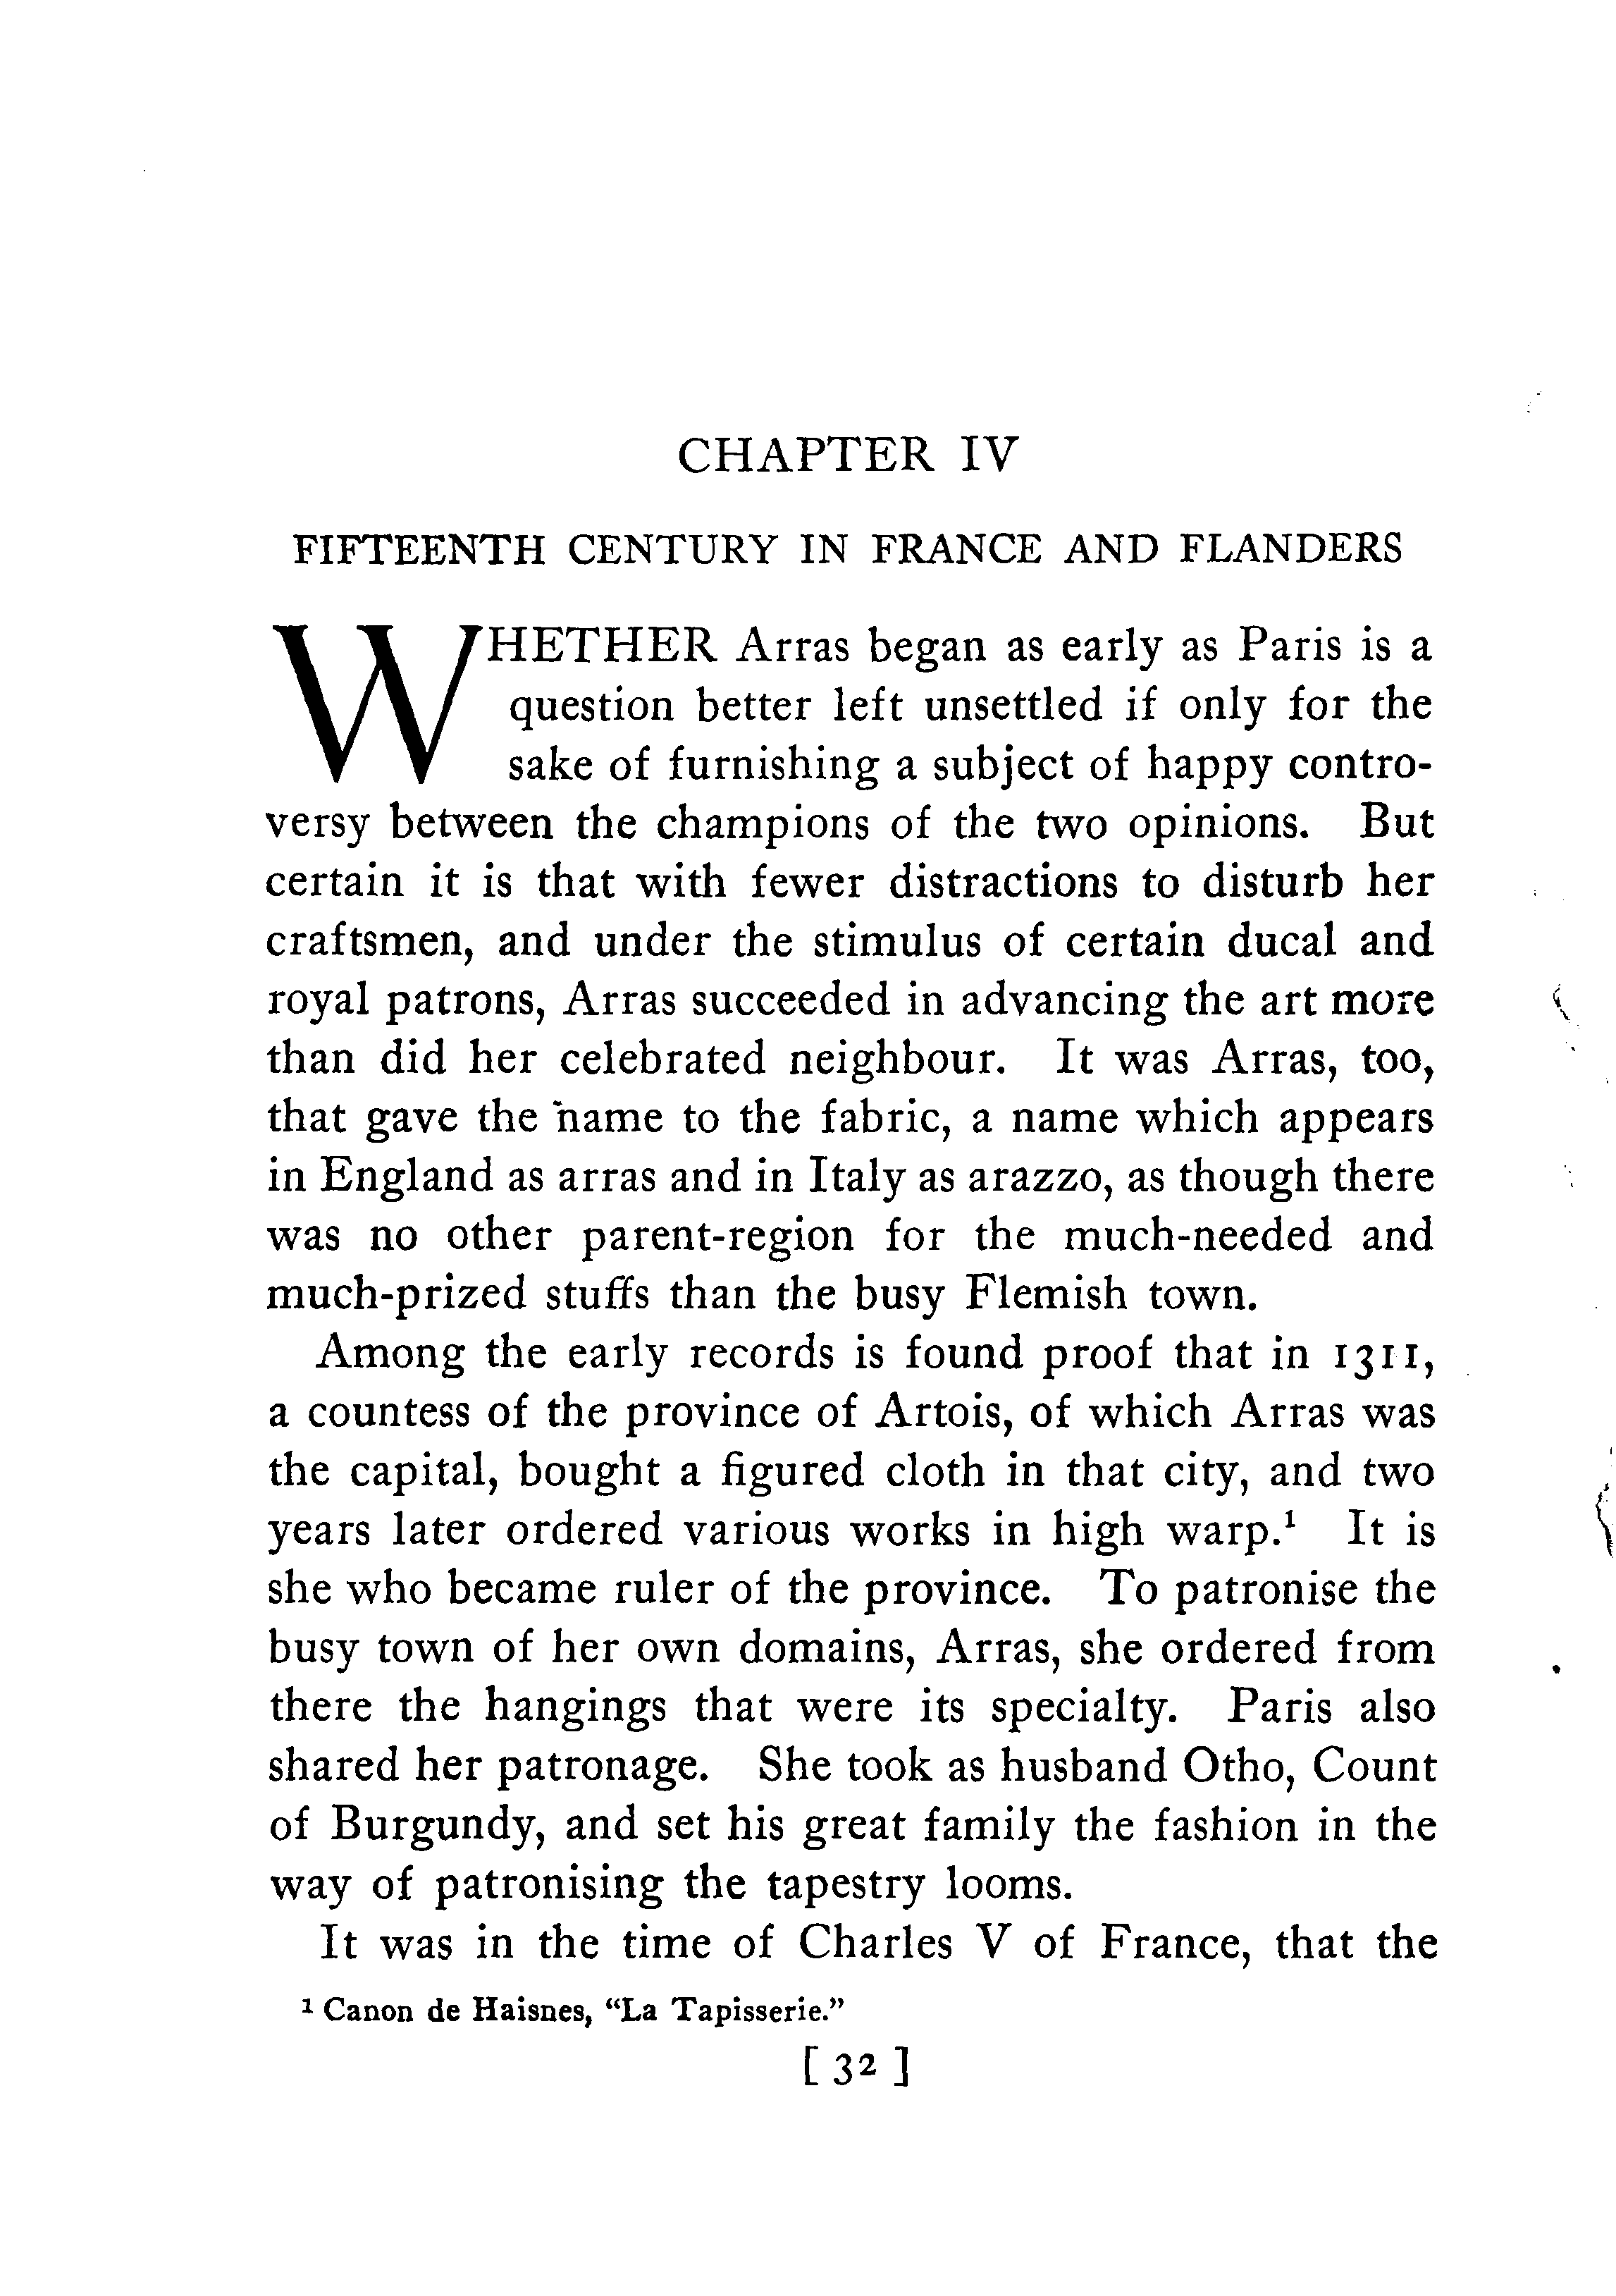 CHAPTER IV
FIFTEENTH CENTURY IN FRANCE AND FLANDERS
WHETHER Arras began as early as Paris is a
question better left unsettled if only for the
sake of furnishing a subject of happy contro-
versy between the champions of the two opinions. But
certain it is that with fewer distractions to disturb her
craftsmen, and under the stimulus of certain ducal and
royal patrons, Arras succeeded in advancing the art more
than did her celebrated neighbour. It was Arras, too,
that gave the name to the fabric, a name which appears
in England as arras and in Italy as arazzo, as though there
was no other parent-region for the much-needed and
much-prized stuffs than the busy Flemish town.
Among the early records is found proof that in 1311,
a countess of the province of Artois, of which Arras was
the capital, bought a figured cloth in that city, and two
years later ordered various works in high warp.¹ It is
she who became ruler of the province. To patronise the
busy town of her own domains, Arras, she ordered from
there the hangings that were its specialty. Paris also
shared her patronage. She took as husband Otho, Count
of Burgundy, and set his great family the fashion in the
way of patronising the tapestry looms.
It was in the time of Charles V of France, that the
¹ Canon de Haisnes, “La Tapisserie.”
[ 32 ]